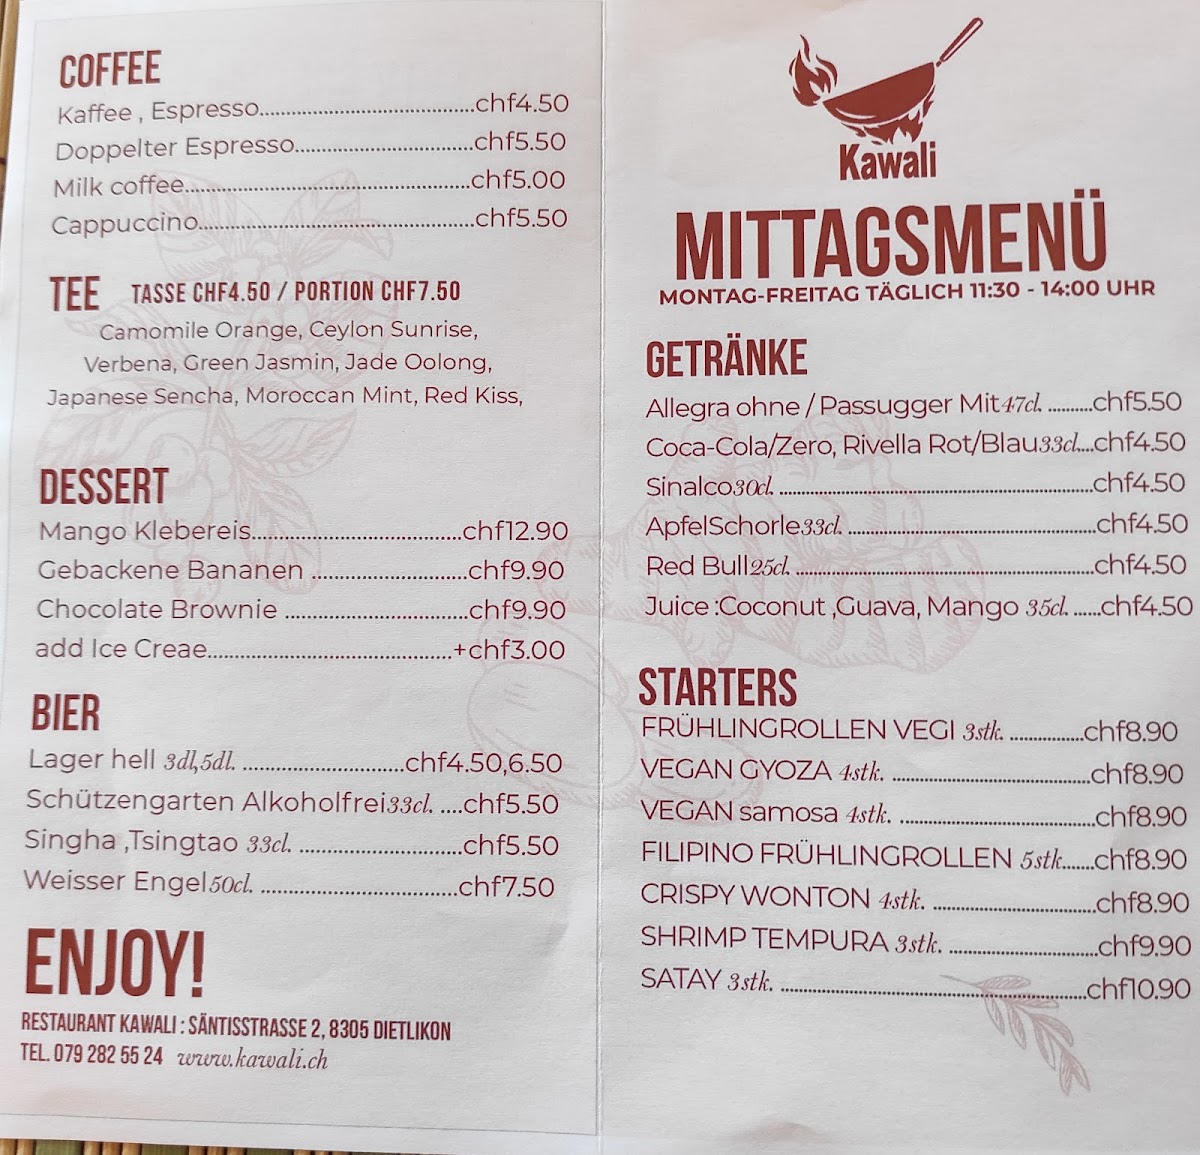 COFFEE
Kaffee , Espresso..........chf4.50
Doppelter Espresso..........chf5.50
Milk coffee..........chf5.00
Cappuccino..........chf5.50
TEE TASSE CHF4.50 / PORTION CHF7.50
Camomile Orange, Ceylon Sunrise,
Verbena, Green Jasmin, Jade Oolong,
Japanese Sencha, Moroccan Mint, Red Kiss,
DESSERT
Mango Klebereis..........chf12.90
Gebackene Bananen ..........chf9.90
Chocolate Brownie ..........chf9.90
add Ice Creae..........+chf3.00
BIER
Lager hell 3dl,5dl. ..........chf4.50,6.50
Schützengarten Alkoholfrei33cl. ....chf5.50
Singha ,Tsingtao 33cl. ..........chf5.50
Weisser Engel50cl. ..........chf7.50
ENJOY!
RESTAURANT KAWALI : SÄNTISSTRASSE 2, 8305 DIETLIKON
TEL. 079 282 55 24 www.kawali.ch
Kawali
MITTAGSMENÜ
MONTAG-FREITAG TÄGLICH 11:30 - 14:00 UHR
GETRÄNKE
Allegra ohne / Passugger Mit47cl. ..........chf5.50
Coca-Cola/Zero, Rivella Rot/Blau33cl....chf4.50
Sinalco30cl. ..........chf4.50
ApfelSchorle33cl. ..........chf4.50
Red Bull25cl. ..........chf4.50
Juice :Coconut ,Guava, Mango 35cl. ......chf4.50
STARTERS
FRÜHLINGROLLEN VEGI 3stk. ..........chf8.90
VEGAN GYOZA 4stk. ..........chf8.90
VEGAN samosa 4stk. ..........chf8.90
FILIPINO FRÜHLINGROLLEN 5stk.......chf8.90
CRISPY WONTON 4stk. ..........chf8.90
SHRIMP TEMPURA 3stk. ..........chf9.90
SATAY 3stk. ..........chf10.90